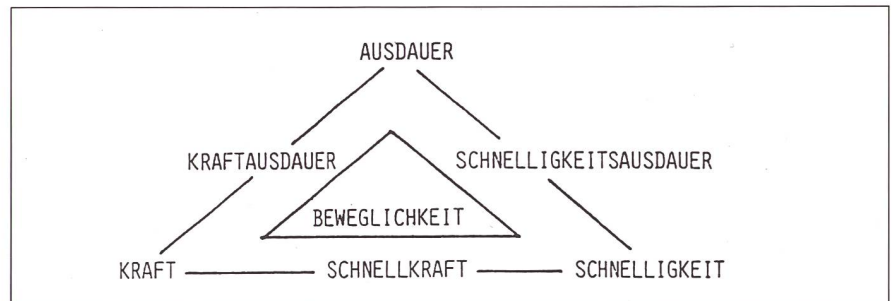 AUSDAUER
KRAFTAUSDAUER SCHNELLIGKEITSAUSDAUER
BEWEGLICHKEIT
KRAFT SCHNELLKRAFT SCHNELLIGKEIT